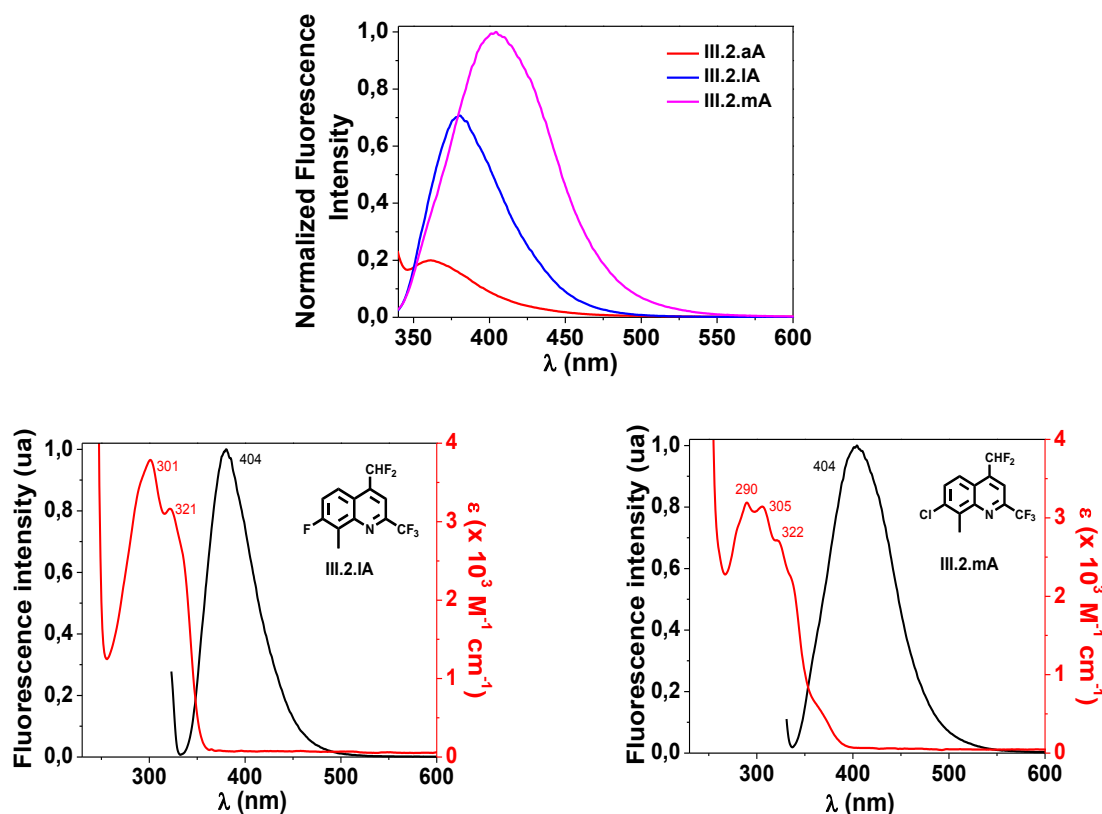 Normalized Fluorescence
Intensity
1,0
0,8
0,6
0,4
0,2
0,0
III.2.aA
III.2.lA
III.2.mA
350 400 450 500 550 600
λ (nm)
Fluorescence intensity (ua)
1,0
0,8
0,6
0,4
0,2
0,0
301
321
404
CHF₂
F
N
CF₃
III.2.lA
4
3
2
1
0
ε (x 10³ M⁻¹ cm⁻¹)
300 400 500 600
λ (nm)
Fluorescence intensity (ua)
1,0
0,8
0,6
0,4
0,2
0,0
290
305
322
404
CHF₂
Cl
N
CF₃
III.2.mA
4
3
2
1
0
ε (x 10³ M⁻¹ cm⁻¹)
300 400 500 600
λ (nm)